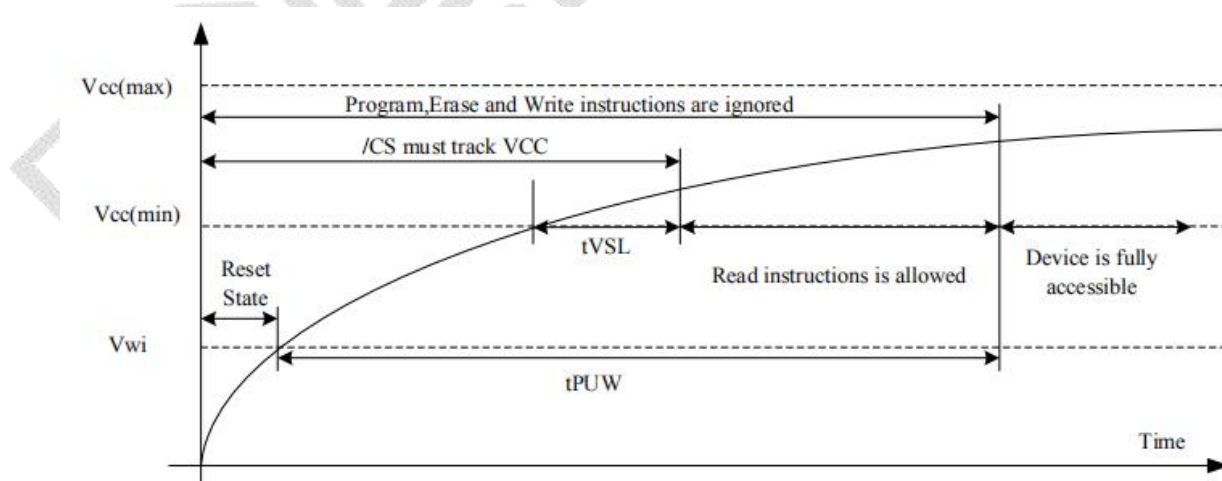 Vcc(max)
Program,Erase and Write instructions are ignored
/CS must track VCC
Vcc(min)
tVSL
Reset
State
Read instructions is allowed
Device is fully
accessible
Vwi
tPUW
Time